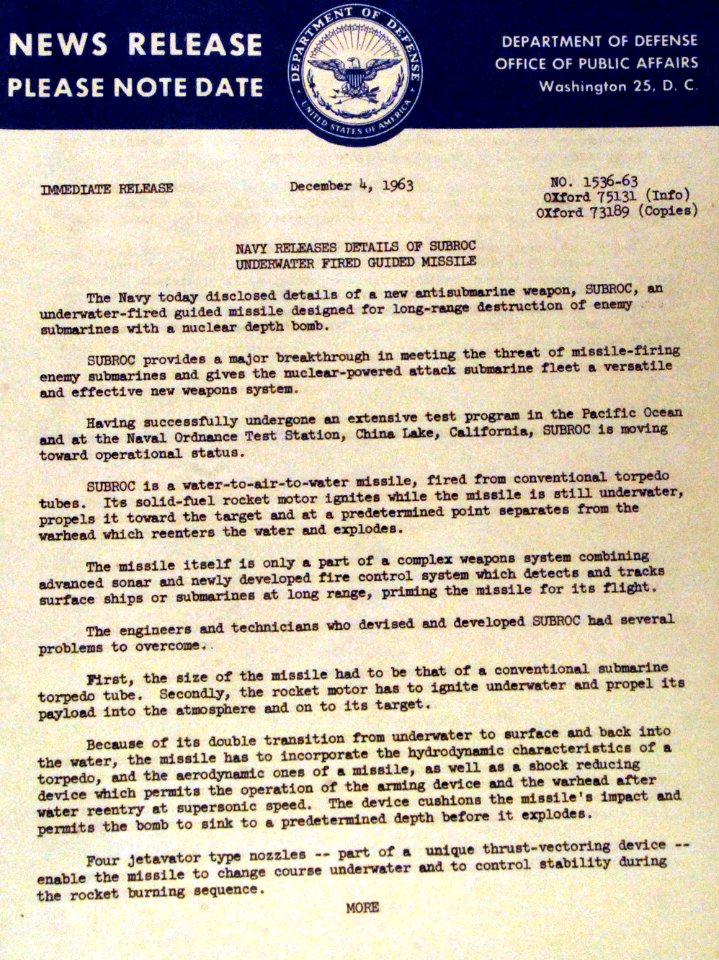 NEWS RELEASE
PLEASE NOTE DATE
DEPARTMENT OF DEFENSE
UNITED STATES OF AMERICA
DEPARTMENT OF DEFENSE
OFFICE OF PUBLIC AFFAIRS
Washington 25, D. C.
IMMEDIATE RELEASE
December 4, 1963
NO. 1536-63
OXford 75131 (Info)
OXford 73189 (Copies)
NAVY RELEASES DETAILS OF SUBROC
UNDERWATER FIRED GUIDED MISSILE
The Navy today disclosed details of a new antisubmarine weapon, SUBROC, an
underwater-fired guided missile designed for long-range destruction of enemy
submarines with a nuclear depth bomb.
SUBROC provides a major breakthrough in meeting the threat of missile-firing
enemy submarines and gives the nuclear-powered attack submarine fleet a versatile
and effective new weapons system.
Having successfully undergone an extensive test program in the Pacific Ocean
and at the Naval Ordnance Test Station, China Lake, California, SUBROC is moving
toward operational status.
SUBROC is a water-to-air-to-water missile, fired from conventional torpedo
tubes. Its solid-fuel rocket motor ignites while the missile is still underwater,
propels it toward the target and at a predetermined point separates from the
warhead which reenters the water and explodes.
The missile itself is only a part of a complex weapons system combining
advanced sonar and newly developed fire control system which detects and tracks
surface ships or submarines at long range, priming the missile for its flight.
The engineers and technicians who devised and developed SUBROC had several
problems to overcome.
First, the size of the missile had to be that of a conventional submarine
torpedo tube. Secondly, the rocket motor has to ignite underwater and propel its
payload into the atmosphere and on to its target.
Because of its double transition from underwater to surface and back into
the water, the missile has to incorporate the hydrodynamic characteristics of a
torpedo, and the aerodynamic ones of a missile, as well as a shock reducing
device which permits the operation of the arming device and the warhead after
water reentry at supersonic speed. The device cushions the missile's impact and
permits the bomb to sink to a predetermined depth before it explodes.
Four jetavator type nozzles -- part of a unique thrust-vectoring device --
enable the missile to change course underwater and to control stability during
the rocket burning sequence.
MORE